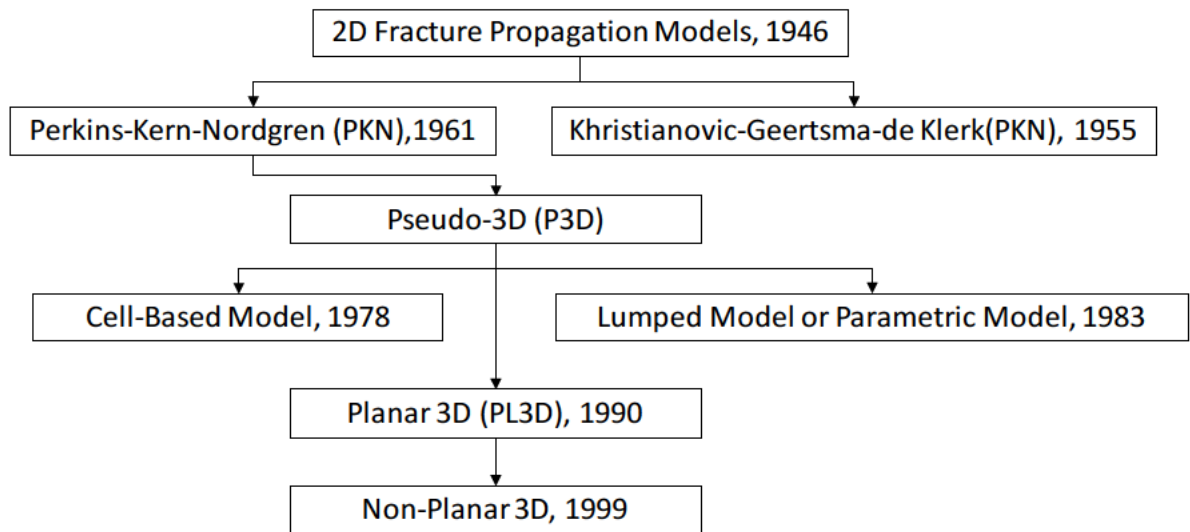 2D Fracture Propagation Models, 1946
Perkins-Kern-Nordgren (PKN),1961
Khristianovic-Geertsma-de Klerk(PKN), 1955
Pseudo-3D (P3D)
Cell-Based Model, 1978
Lumped Model or Parametric Model, 1983
Planar 3D (PL3D), 1990
Non-Planar 3D, 1999